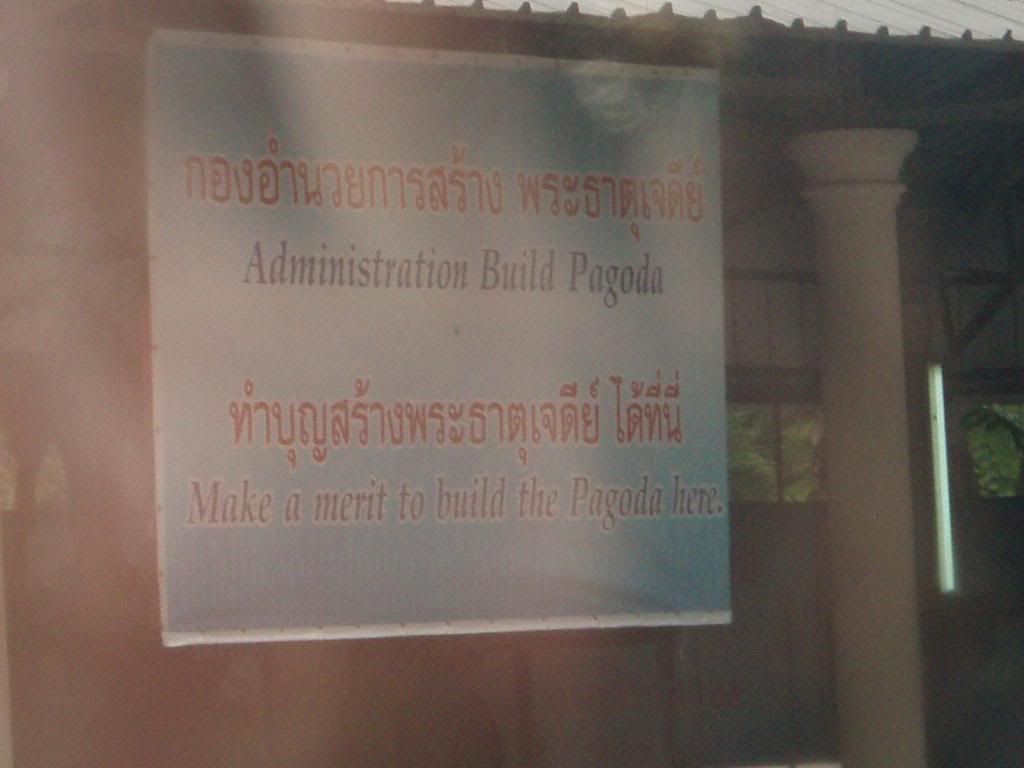 กองอำนวยการสร้าง พระธาตุเจดีย์
Administration Build Pagoda
ทำบุญสร้างพระธาตุเจดีย์ ได้ที่นี่
Make a merit to build the Pagoda here.